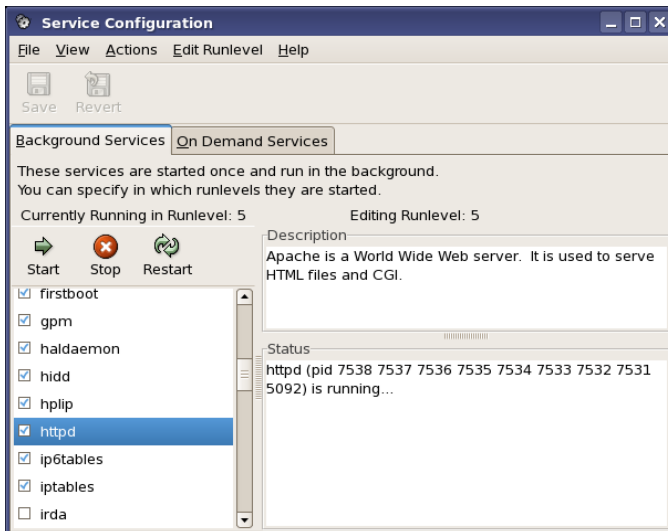 Service Configuration
File View Actions Edit Runlevel Help
Save Revert
Background Services On Demand Services
These services are started once and run in the background.
You can specify in which runlevels they are started.
Currently Running in Runlevel: 5 Editing Runlevel: 5
Start Stop Restart
firstboot
gpm
haldaemon
hidd
hplip
httpd
ip6tables
iptables
irda
Description
Apache is a World Wide Web server. It is used to serve
HTML files and CGI.
Status
httpd (pid 7538 7537 7536 7535 7534 7533 7532 7531
5092) is running...